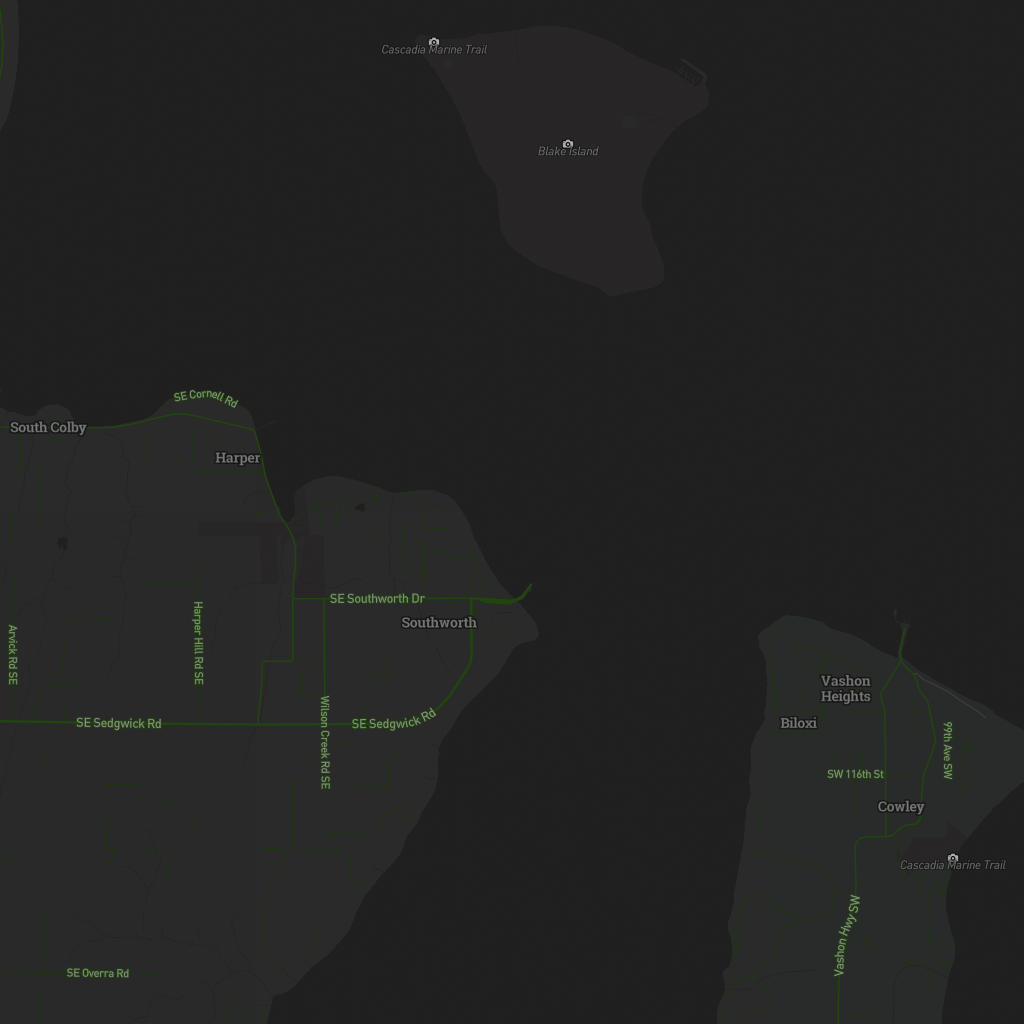 Cascadia Marine Trail
Blake Island
SE Cornell Rd
South Colby
Harper
SE Southworth Dr
Southworth
Harper Hill Rd SE
Arvick Rd SE
Vashon
Heights
SE Sedgwick Rd
SE Sedgwick Rd
Wilson Creek Rd SE
Biloxi
99th Ave SW
SW 116th St
Cowley
Cascadia Marine Trail
Vashon Hwy SW
SE Overra Rd